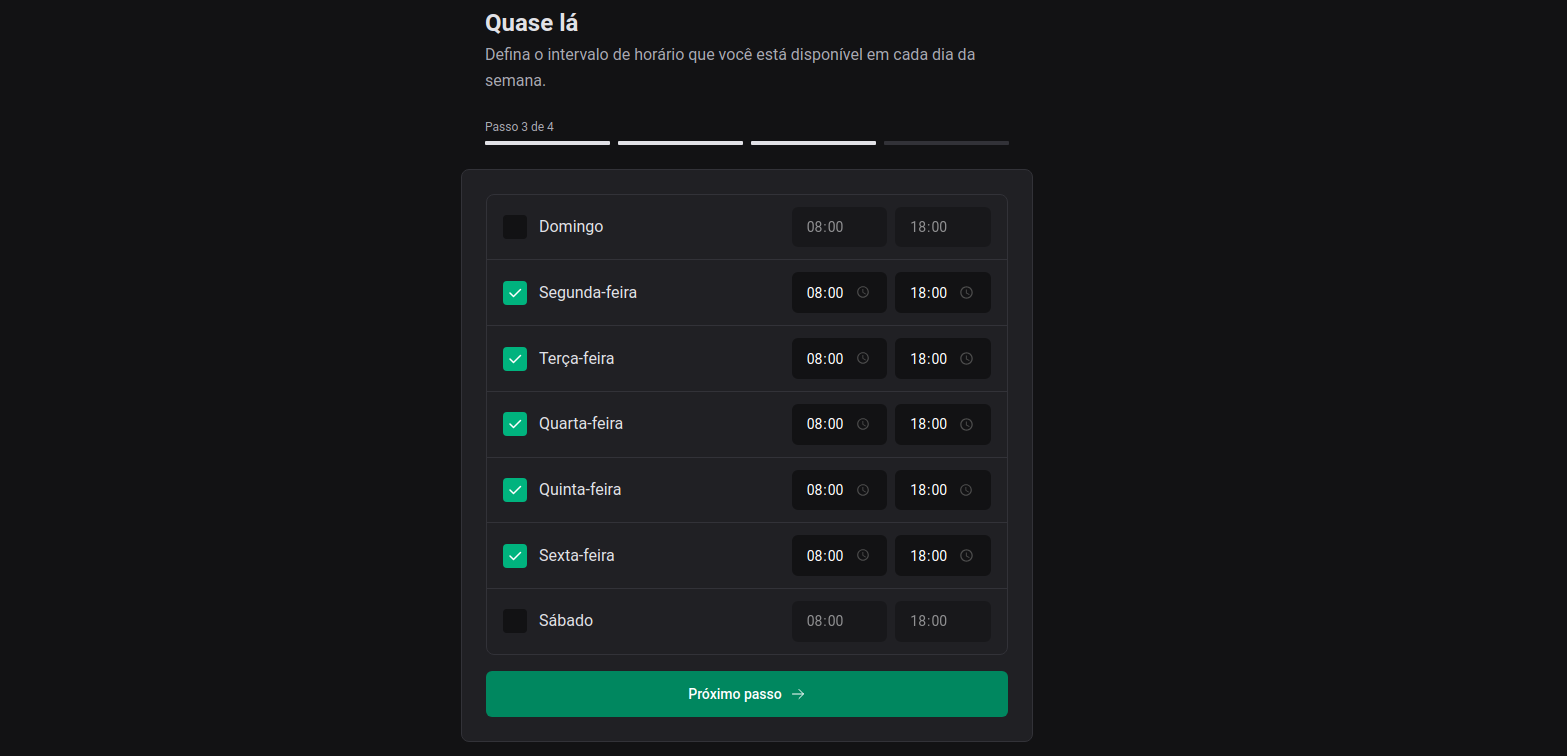 Quase lá
Defina o intervalo de horário que você está disponível em cada dia da
semana.
Passo 3 de 4
Domingo 08:00 18:00
Segunda-feira 08:00 18:00
Terça-feira 08:00 18:00
Quarta-feira 08:00 18:00
Quinta-feira 08:00 18:00
Sexta-feira 08:00 18:00
Sábado 08:00 18:00
Próximo passo